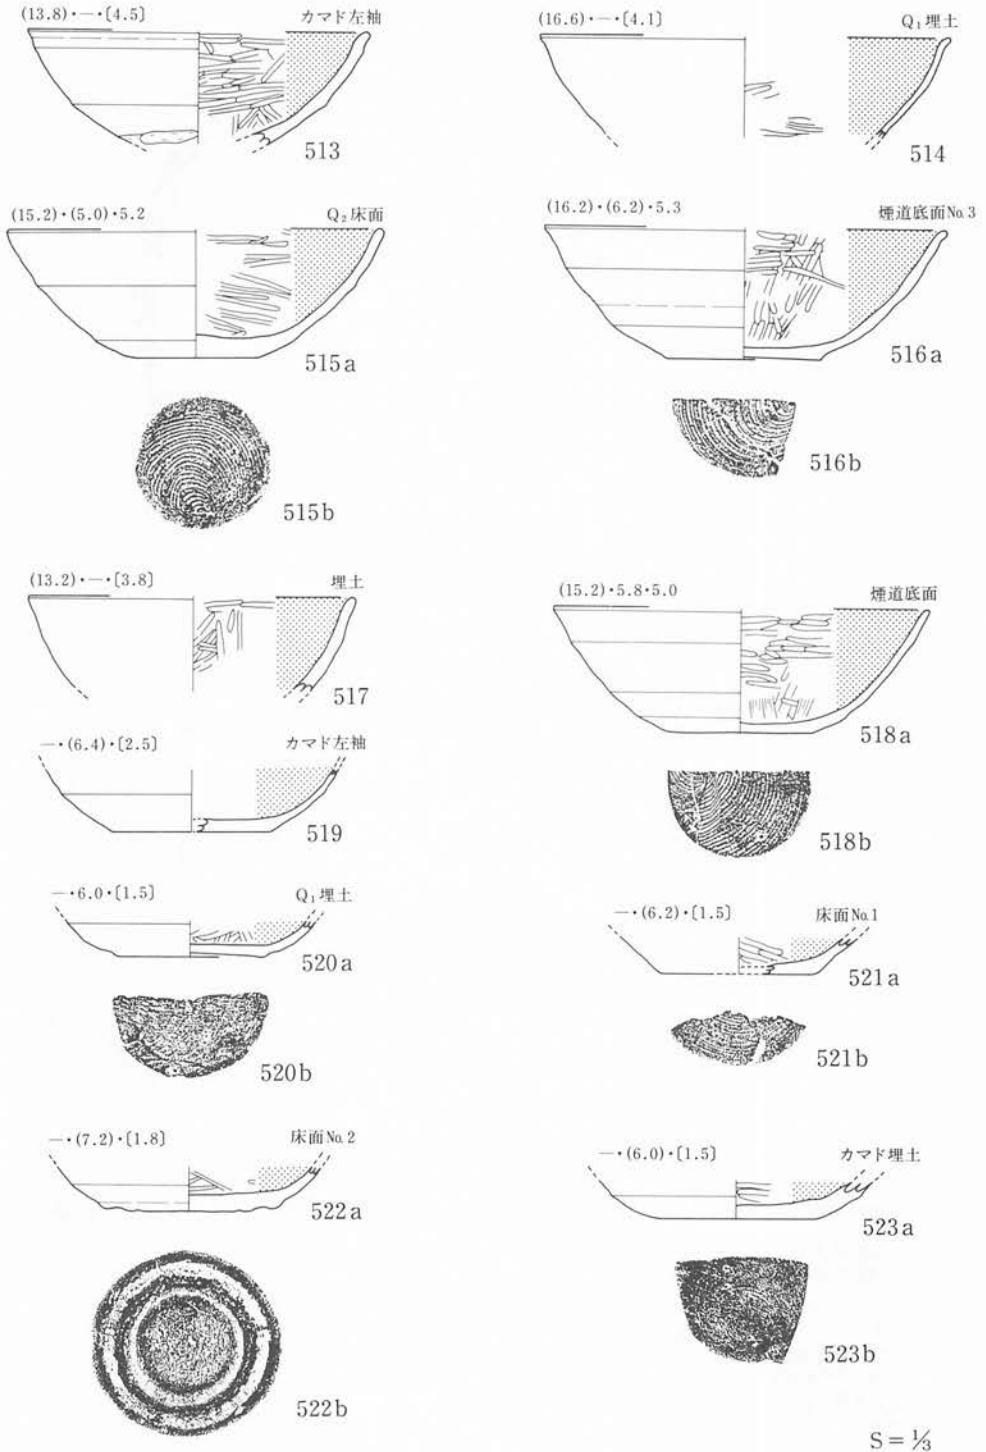 (13.8)・―・[4.5] カマド左袖
513
(16.6)・―・[4.1] Q₁埋土
514
(15.2)・(5.0)・5.2 Q₂床面
515a
515b
(16.2)・(6.2)・5.3 煙道底面No.3
516a
516b
(13.2)・―・[3.8] 埋土
517
(15.2)・5.8・5.0 煙道底面
518a
518b
―・(6.4)・[2.5] カマド左袖
519
―・6.0・[1.5] Q₁埋土
520a
520b
―・(6.2)・[1.5] 床面No.1
521a
521b
―・(7.2)・[1.8] 床面No.2
522a
522b
―・(6.0)・[1.5] カマド埋土
523a
523b
S=⅓